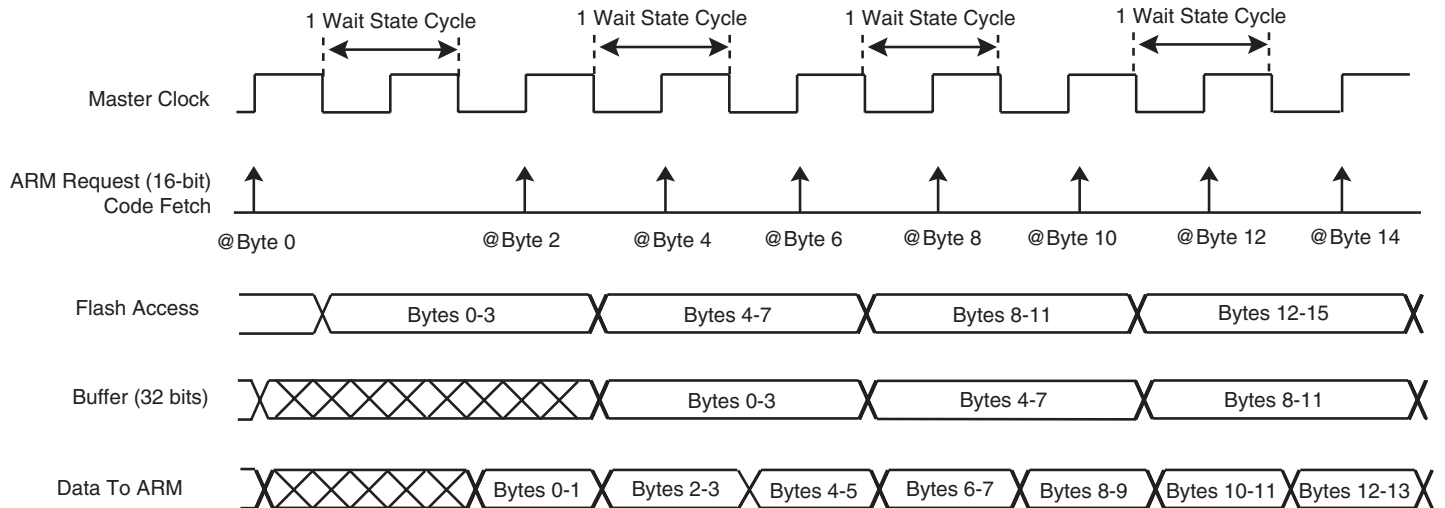 1 Wait State Cycle 1 Wait State Cycle 1 Wait State Cycle 1 Wait State Cycle
Master Clock
ARM Request (16-bit)
Code Fetch
@Byte 0 @Byte 2 @Byte 4 @Byte 6 @Byte 8 @Byte 10 @Byte 12 @Byte 14
Flash Access Bytes 0-3 Bytes 4-7 Bytes 8-11 Bytes 12-15
Buffer (32 bits) Bytes 0-3 Bytes 4-7 Bytes 8-11
Data To ARM Bytes 0-1 Bytes 2-3 Bytes 4-5 Bytes 6-7 Bytes 8-9 Bytes 10-11 Bytes 12-13